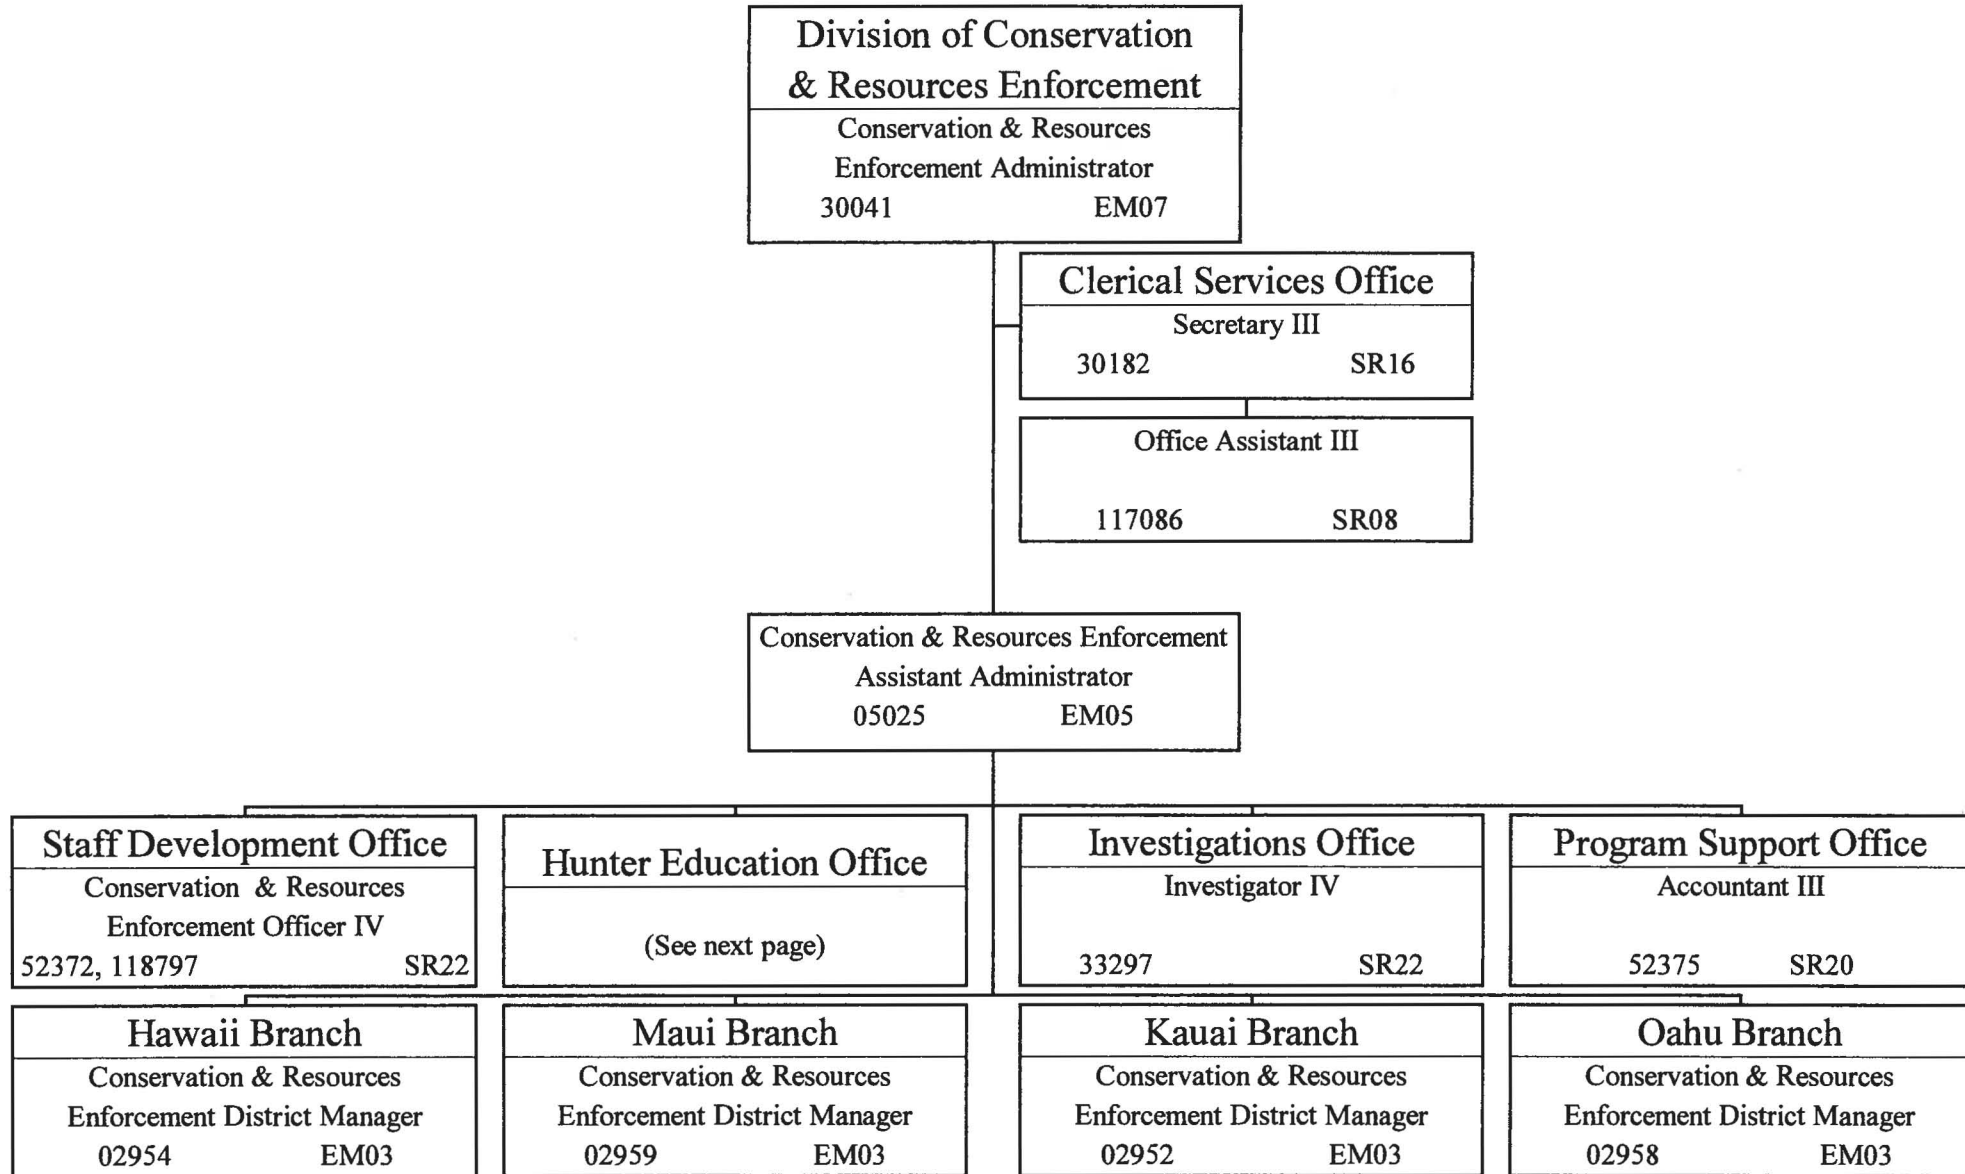 Division of Conservation
& Resources Enforcement
Conservation & Resources
Enforcement Administrator
30041 EM07
Clerical Services Office
Secretary III
30182 SR16
Office Assistant III
117086 SR08
Conservation & Resources Enforcement
Assistant Administrator
05025 EM05
Staff Development Office
Conservation & Resources
Enforcement Officer IV
52372, 118797 SR22
Hunter Education Office
(See next page)
Investigations Office
Investigator IV
33297 SR22
Program Support Office
Accountant III
52375 SR20
Hawaii Branch
Conservation & Resources
Enforcement District Manager
02954 EM03
Maui Branch
Conservation & Resources
Enforcement District Manager
02959 EM03
Kauai Branch
Conservation & Resources
Enforcement District Manager
02952 EM03
Oahu Branch
Conservation & Resources
Enforcement District Manager
02958 EM03